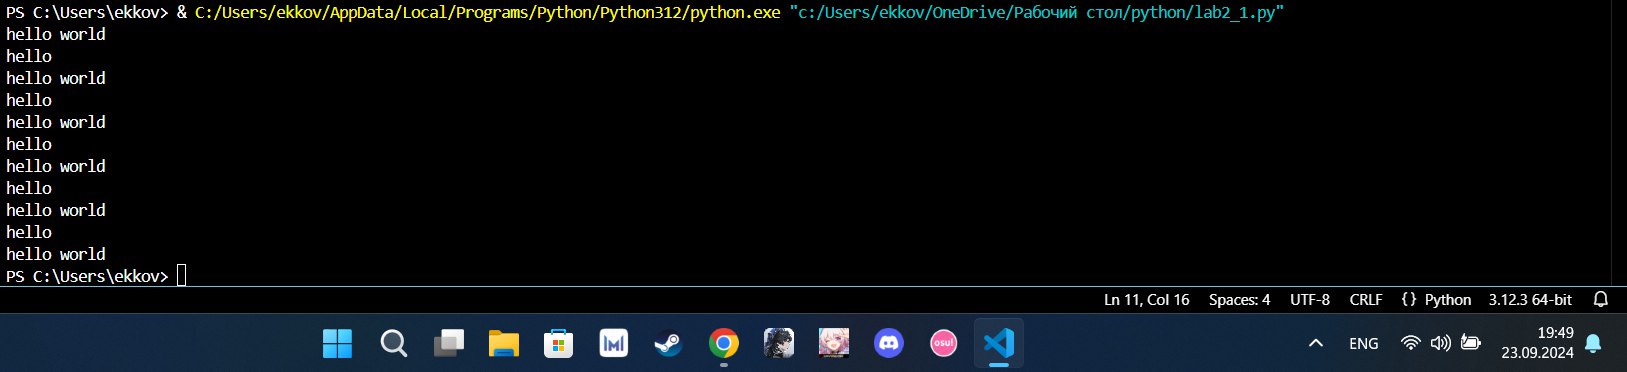 PS C:\Users\ekkov> & C:/Users/ekkov/AppData/Local/Programs/Python/Python312/python.exe "c:/Users/ekkov/OneDrive/Рабочий стол/python/lab2_1.py"
hello world
hello
hello world
hello
hello world
hello
hello world
hello
hello world
hello
hello world
PS C:\Users\ekkov>
Ln 11, Col 16 Spaces: 4 UTF-8 CRLF {} Python 3.12.3 64-bit
osu!
ENG
19:49
23.09.2024